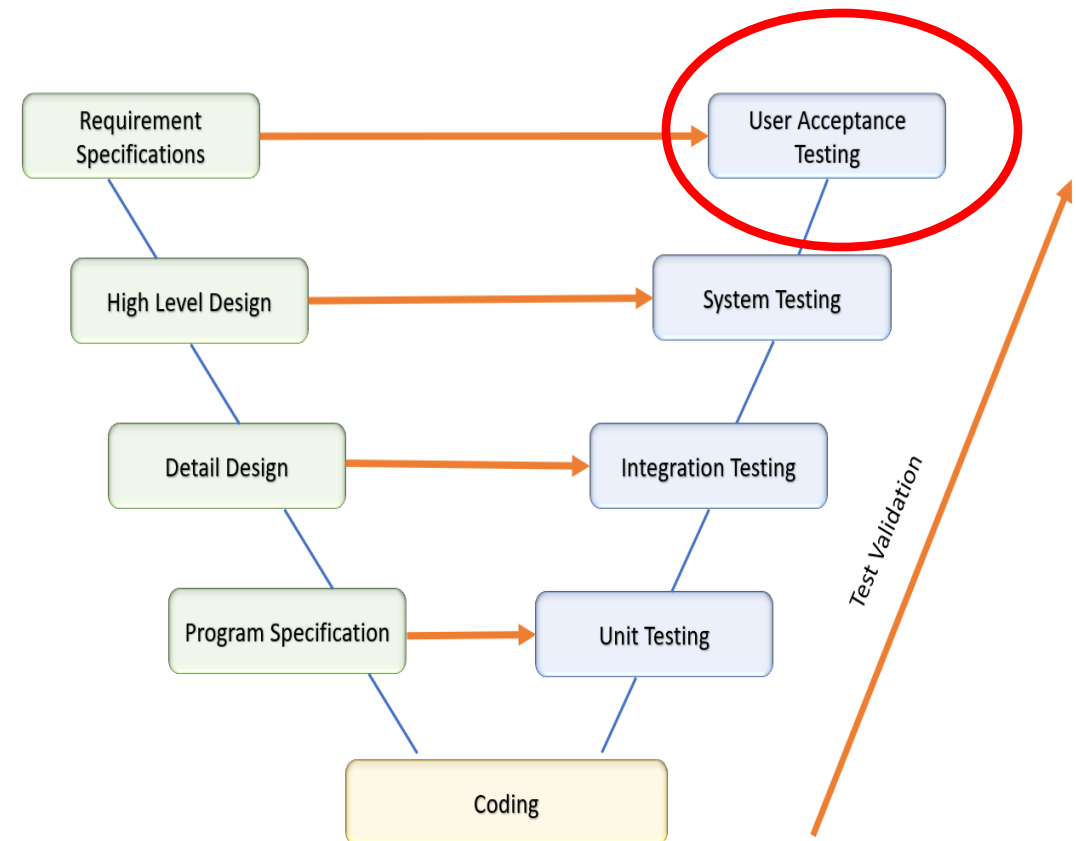 Requirement
Specifications
User Acceptance
Testing
High Level Design
System Testing
Detail Design
Integration Testing
Test Validation
Program Specification
Unit Testing
Coding